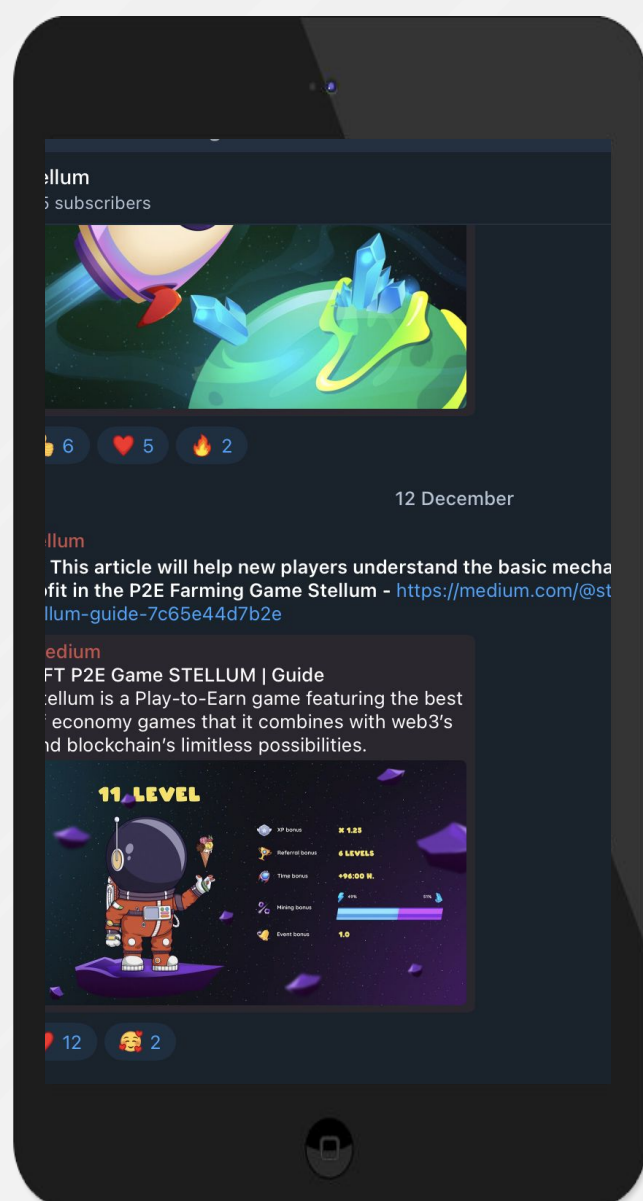 ellum
5 subscribers
6 5 2
12 December
llum
This article will help new players understand the basic mecha
ofit in the P2E Farming Game Stellum - https://medium.com/@st
llum-guide-7c65e44d7b2e
edium
FT P2E Game STELLUM | Guide
tellum is a Play-to-Earn game featuring the best
f economy games that it combines with web3's
nd blockchain's limitless possibilities.
11 LEVEL
XP bonus X 1.25
Referral bonus 6 LEVELS
Time bonus +96:00 H.
49% 51%
Mining bonus
Event bonus 1.0
12 2